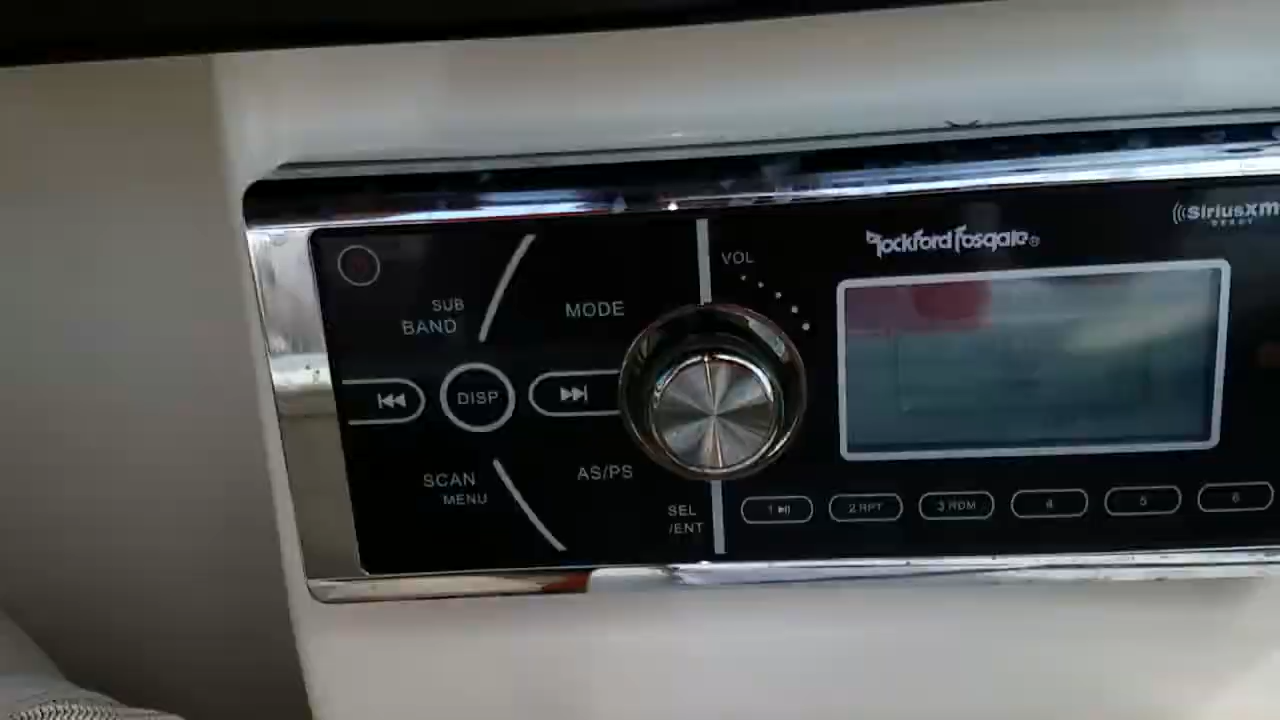 SiriusXm
READY
Rockford Fosgate®
VOL
SUB
BAND
MODE
DISP
SCAN
MENU
AS/PS
SEL
/ENT
1
2 RPT
3 RDM
4
5
6